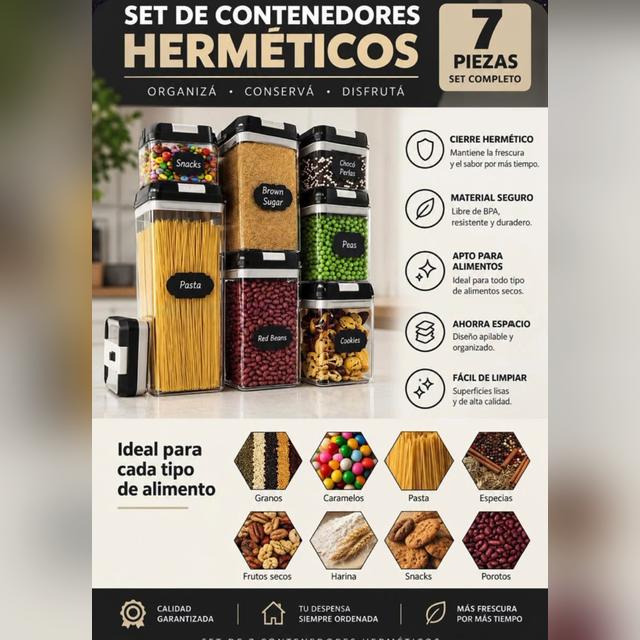 SET DE CONTENEDORES
HERMÉTICOS
ORGANIZÁ • CONSERVÁ • DISFRUTÁ
7
PIEZAS
SET COMPLETO
Snacks
Brown
Sugar
Chocó
Perlas
Pasta
Peas
Red Beans
Cookies
CIERRE HERMÉTICO
Mantiene la frescura
y el sabor por más tiempo.
MATERIAL SEGURO
Libre de BPA,
resistente y duradero.
APTO PARA
ALIMENTOS
Ideal para todo tipo
de alimentos secos.
AHORRA ESPACIO
Diseño apilable y
organizado.
FÁCIL DE LIMPIAR
Superficies lisas
y de alta calidad.
Ideal para
cada tipo
de alimento
Granos
Caramelos
Pasta
Especias
Frutos secos
Harina
Snacks
Porotos
CALIDAD
GARANTIZADA
TU DESPENSA
SIEMPRE ORDENADA
MÁS FRESCURA
POR MÁS TIEMPO